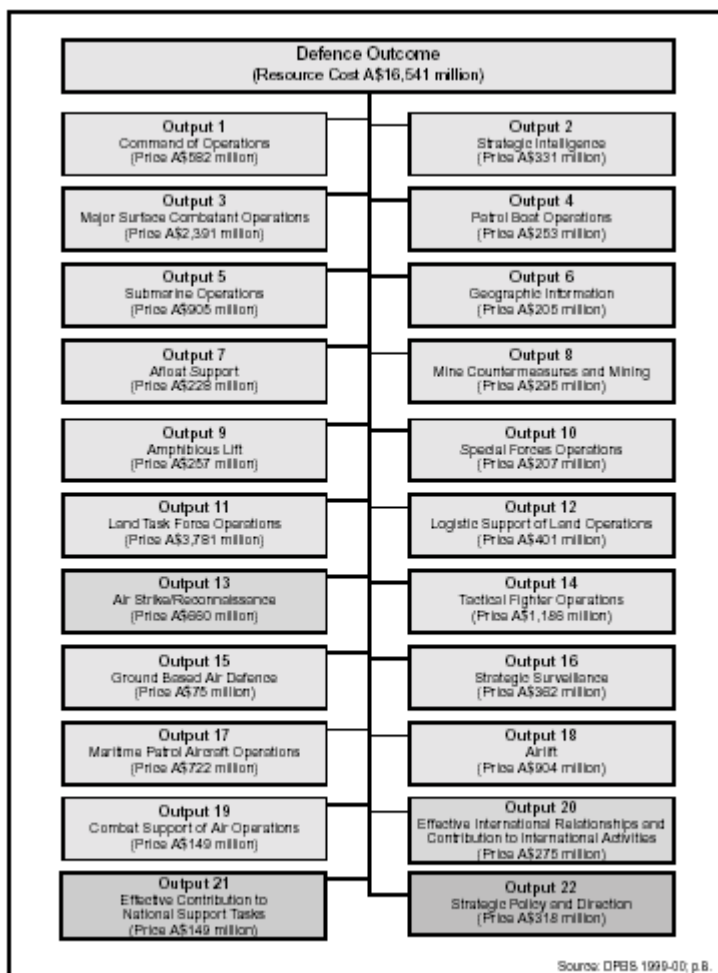 Defence Outcome
(Resource Cost A$16,541 million)
Output 1
Command of Operations
(Price A$582 million)
Output 2
Strategic Intelligence
(Price A$331 million)
Output 3
Major Surface Combatant Operations
(Price A$2,391 million)
Output 4
Patrol Boat Operations
(Price A$253 million)
Output 5
Submarine Operations
(Price A$905 million)
Output 6
Geographic Information
(Price A$205 million)
Output 7
Afloat Support
(Price A$228 million)
Output 8
Mine Countermeasures and Mining
(Price A$295 million)
Output 9
Amphibious Lift
(Price A$257 million)
Output 10
Special Forces Operations
(Price A$207 million)
Output 11
Land Task Force Operations
(Price A$3,781 million)
Output 12
Logistic Support of Land Operations
(Price A$401 million)
Output 13
Air Strike/Reconnaissance
(Price A$660 million)
Output 14
Tactical Fighter Operations
(Price A$1,186 million)
Output 15
Ground Based Air Defence
(Price A$75 million)
Output 16
Strategic Surveillance
(Price A$362 million)
Output 17
Maritime Patrol Aircraft Operations
(Price A$722 million)
Output 18
Airlift
(Price A$904 million)
Output 19
Combat Support of Air Operations
(Price A$149 million)
Output 20
Effective International Relationships and
Contribution to International Activities
(Price A$275 million)
Output 21
Effective Contribution to
National Support Tasks
(Price A$149 million)
Output 22
Strategic Policy and Direction
(Price A$318 million)
Source: DPBS 1999-00; p.8.